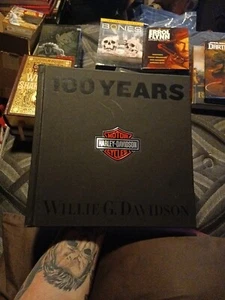 BONES
ERROL
FLYNN
100 YEARS
MOTOR
HARLEY-DAVIDSON
CYCLES
WILLIE G. DAVIDSON